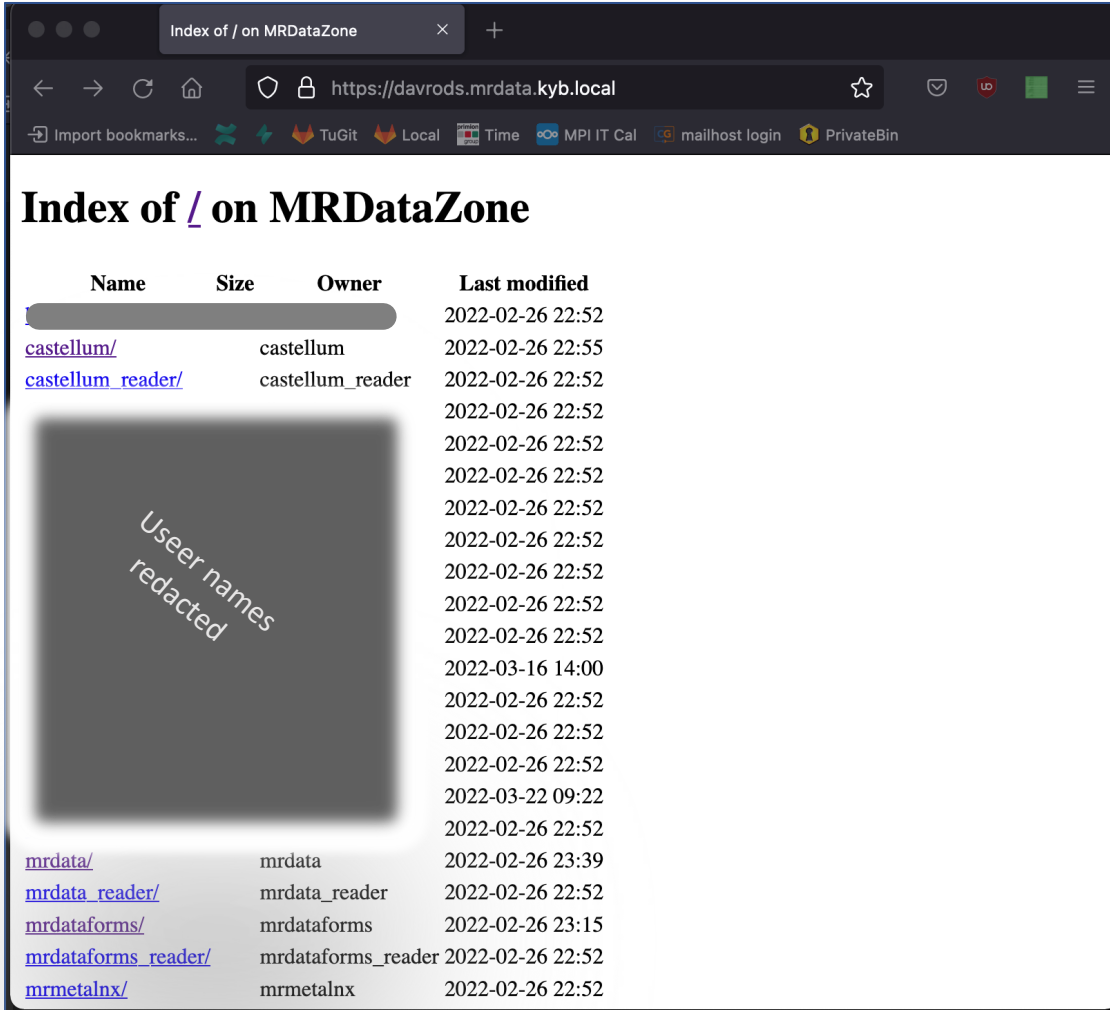 Index of / on MRDataZone
https://davrods.mrdata.kyb.local
Import bookmarks... TuGit Local Time MPI IT Cal mailhost login PrivateBin
Index of / on MRDataZone
Name Size Owner Last modified
2022-02-26 22:52
castellum/ castellum 2022-02-26 22:55
castellum_reader/ castellum_reader 2022-02-26 22:52
2022-02-26 22:52
2022-02-26 22:52
2022-02-26 22:52
2022-02-26 22:52
2022-02-26 22:52
2022-02-26 22:52
2022-02-26 22:52
2022-02-26 22:52
2022-03-16 14:00
2022-02-26 22:52
2022-02-26 22:52
2022-02-26 22:52
2022-03-22 09:22
2022-02-26 22:52
Useer names
redacted
mrdata/ mrdata 2022-02-26 23:39
mrdata_reader/ mrdata_reader 2022-02-26 22:52
mrdataforms/ mrdataforms 2022-02-26 23:15
mrdataforms_reader/ mrdataforms_reader 2022-02-26 22:52
mrmetalnx/ mrmetalnx 2022-02-26 22:52